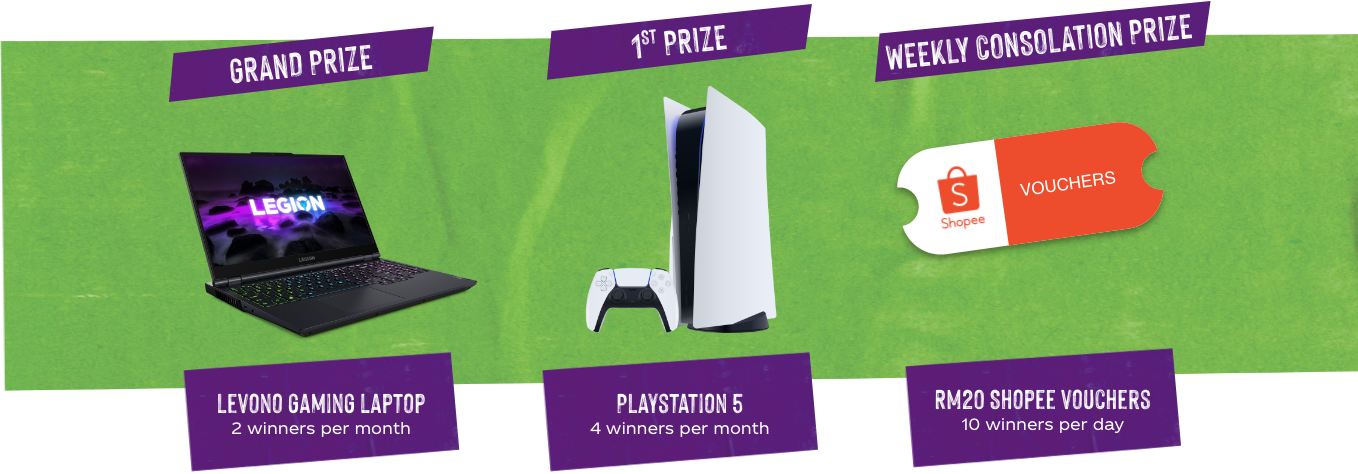 GRAND PRIZE
1ST PRIZE
WEEKLY CONSOLATION PRIZE
LEGION
LEGION
S
Shopee
VOUCHERS
LEVONO GAMING LAPTOP
2 winners per month
PLAYSTATION 5
4 winners per month
RM20 SHOPEE VOUCHERS
10 winners per day